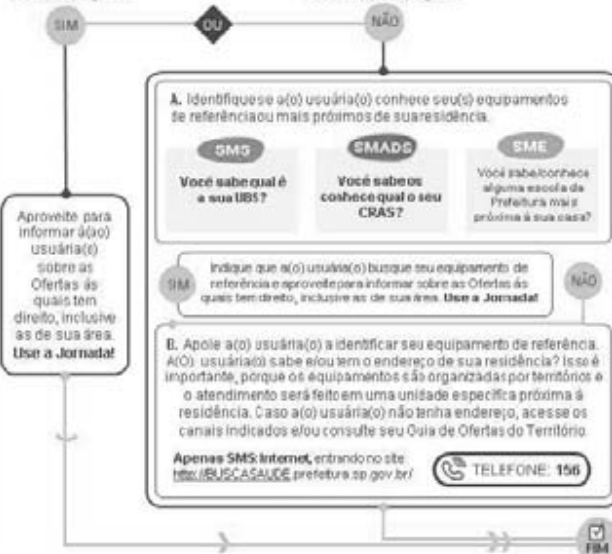 SIM
OU
NÃO
A. Identifique se a(o) usuária(o) conhece seu(s) equipamentos
de referência ou mais próximos de sua residência.
SMS
Você sabe qual é
a sua UBS?
SMADS
Você sabe os
conhece qual o seu
CRAS?
SME
Você sabe/conhece
alguma escola da
Prefeitura mais
próxima à sua casa?
Aproveite para
informar à(ao)
usuária(o)
sobre as
Ofertas às
quais tem
direito, inclusive
as de sua área.
Use a Jornada!
SIM
Indique que a(o) usuária(o) busque seu equipamento de
referência e aproveite para informar sobre as Ofertas às
quais tem direito, inclusive as de sua área. Use a Jornada!
NÃO
B. Apoie a(o) usuária(o) a identificar seu equipamento de referência.
A(O) usuária(o) sabe e/ou tem o endereço de sua residência? Isso é
importante, porque os equipamentos são organizadas por territórios e
o atendimento será feito em uma unidade específica próxima à
residência. Caso a(o) usuária(o) não tenha endereço, acesse os
canais indicados e/ou consulte seu Guia de Ofertas do Território.
Apenas SMS: Internet, entrando no site
http://BUSCASAUDE.prefeitura.sp.gov.br/
TELEFONE: 156
FIM